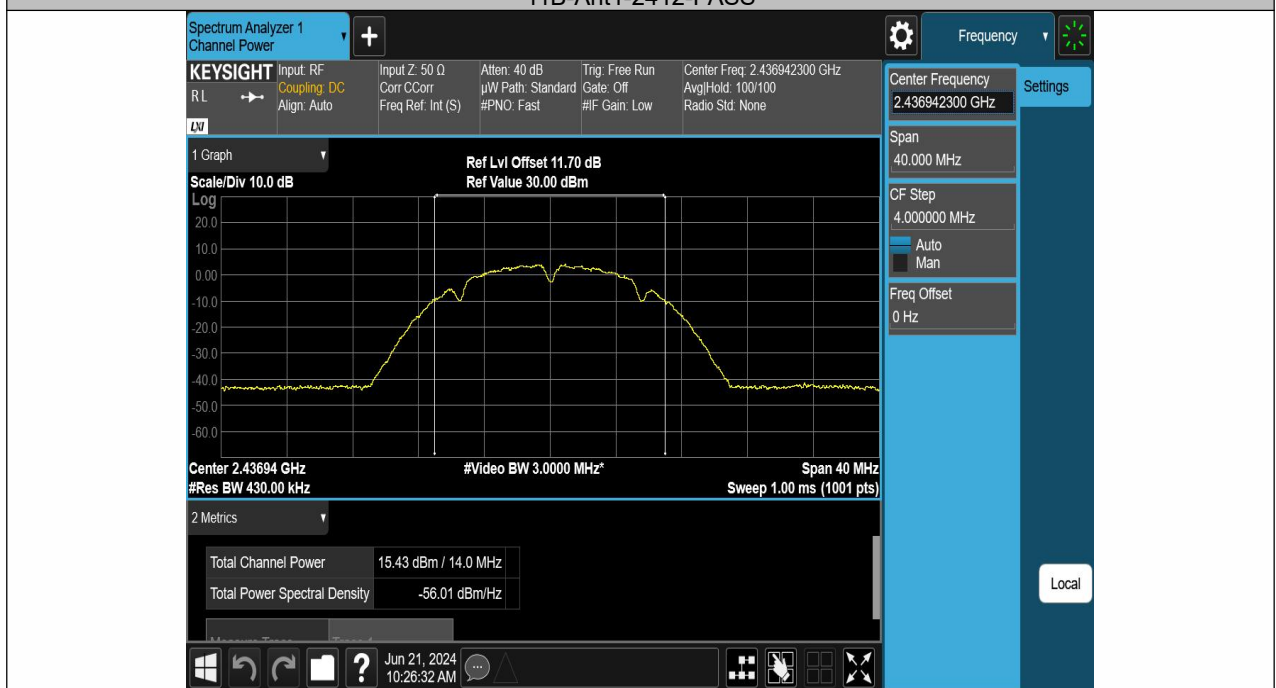 Spectrum Analyzer 1
Channel Power
+
Frequency
KEYSIGHT
Input: RF
Input Z: 50 Ω
Atten: 40 dB
Trig: Free Run
Center Freq: 2.436942300 GHz
RL
Coupling: DC
Corr CCorr
µW Path: Standard
Gate: Off
Avg|Hold: 100/100
Align: Auto
Freq Ref: Int (S)
#PNO: Fast
#IF Gain: Low
Radio Std: None
LXI
Center Frequency
2.436942300 GHz
Settings
Span
40.000 MHz
CF Step
4.000000 MHz
Auto
Man
Freq Offset
0 Hz
1 Graph
Ref Lvl Offset 11.70 dB
Scale/Div 10.0 dB
Ref Value 30.00 dBm
Log
20.0
10.0
0.00
-10.0
-20.0
-30.0
-40.0
-50.0
-60.0
Center 2.43694 GHz
#Video BW 3.0000 MHz*
Span 40 MHz
#Res BW 430.00 kHz
Sweep 1.00 ms (1001 pts)
2 Metrics
Total Channel Power
15.43 dBm / 14.0 MHz
Total Power Spectral Density
-56.01 dBm/Hz
Local
?
Jun 21, 2024
10:26:32 AM